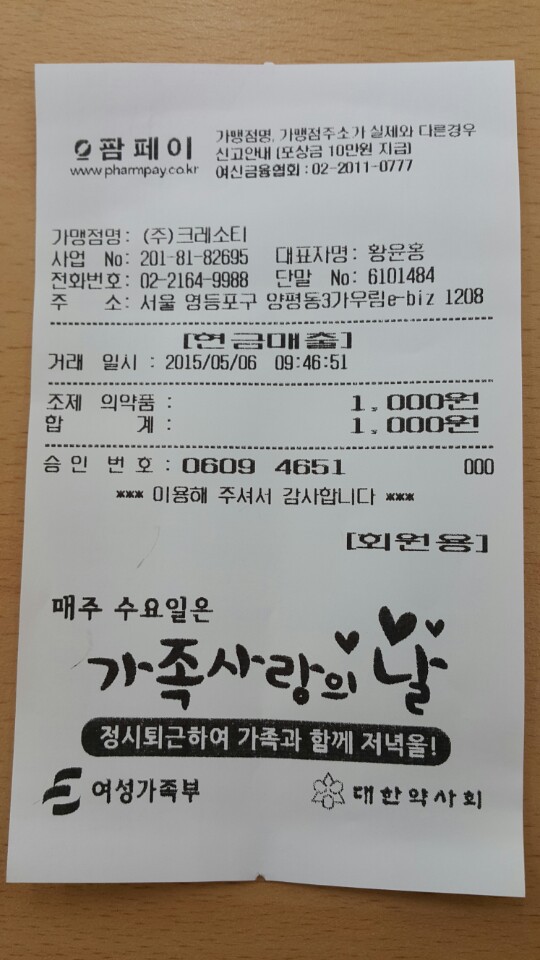 팜페이
www.pharmpay.co.kr
가맹점명, 가맹점주소가 실제와 다른경우
신고안내 (포상금 10만원 지급)
여신금융협회 : 02-2011-0777
가맹점명: (주)크레소티
사업 No: 201-81-82695 대표자명: 황윤홍
전화번호: 02-2164-9988 단말 No: 6101484
주 소: 서울 영등포구 양평동3가우림e-biz 1208
[현금매출]
거래 일시 : 2015/05/06 09:46:51
조제 의약품 : 1,000원
합 계 : 1,000원
승인 번호 : 0609 4651 000
*** 이용해 주셔서 감사합니다 ***
[회원용]
매주 수요일은
가족사랑의 날
정시퇴근하여 가족과 함께 저녁을!
여성가족부
대한약사회